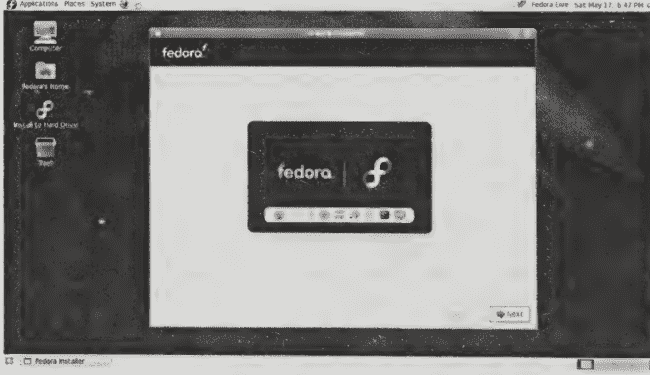 Applications Places System
Fedora Live Sat May 17, 6:47 PM
Computer
fedora's Home
Install to Hard Drive
fedora
fedora
Next
Fedora Installer